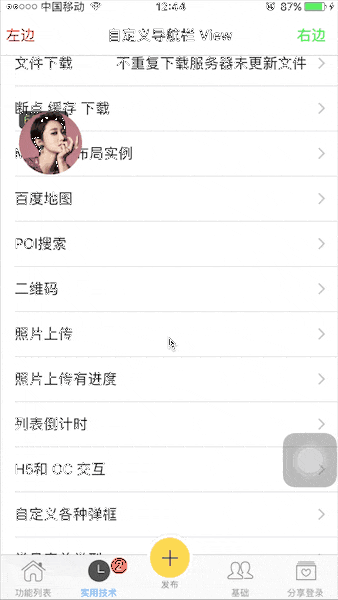 中国移动 12:44 87%
左边 自定义导航栏 View 右边
文件下载 不重复下载服务器未更新文件
断点 缓存 下载
布局实例
百度地图
POI搜索
二维码
照片上传
照片上传有进度
列表倒计时
H5和 OC 交互
自定义各种弹框
功能列表 实用技术 2 发布 基础 分享登录